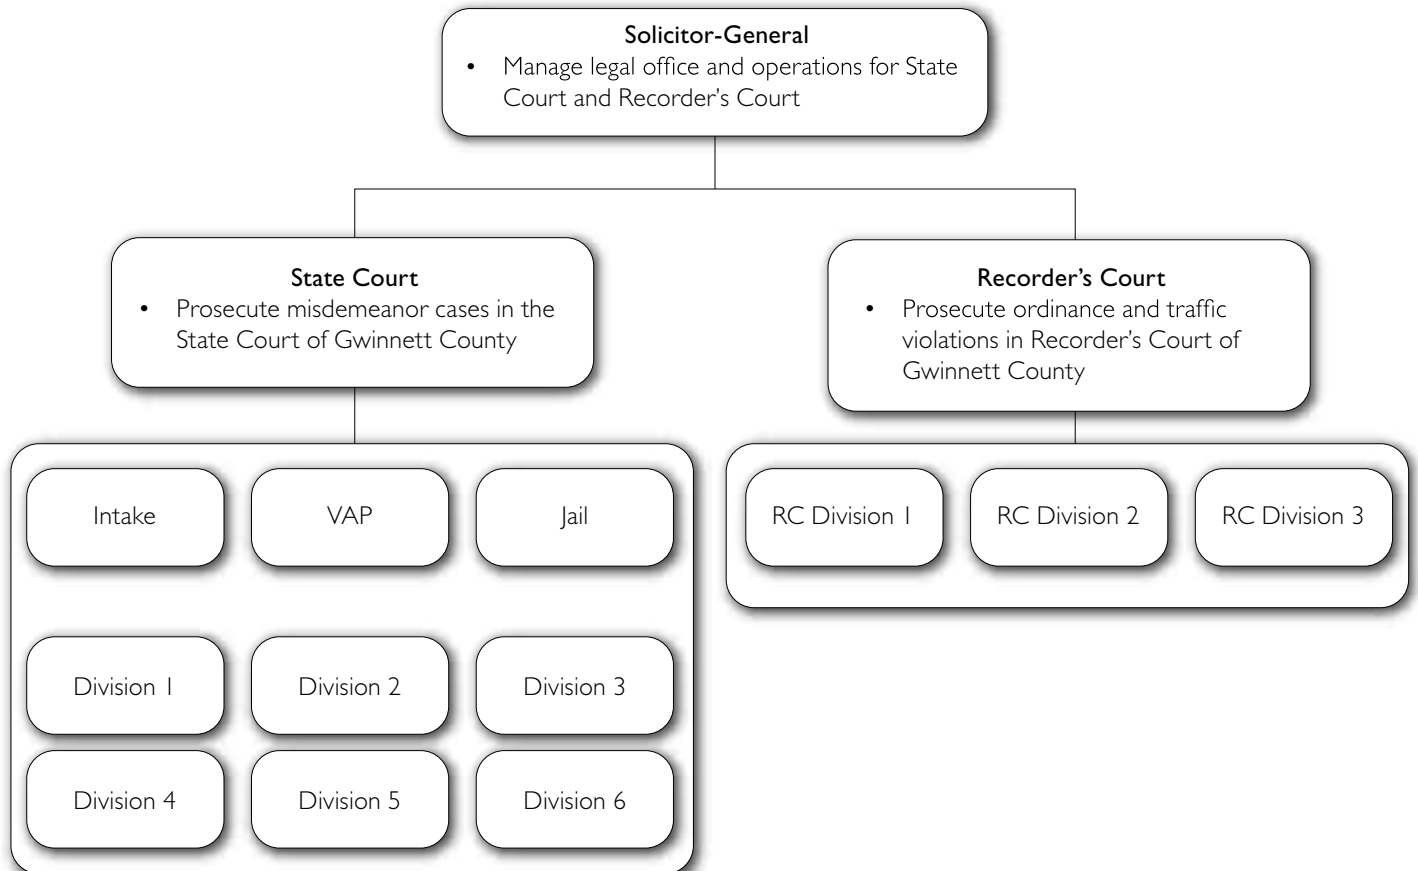 Solicitor-General
• Manage legal office and operations for State
Court and Recorder’s Court
State Court
• Prosecute misdemeanor cases in the
State Court of Gwinnett County
Recorder’s Court
• Prosecute ordinance and traffic
violations in Recorder’s Court of
Gwinnett County
Intake
VAP
Jail
RC Division 1
RC Division 2
RC Division 3
Division 1
Division 2
Division 3
Division 4
Division 5
Division 6